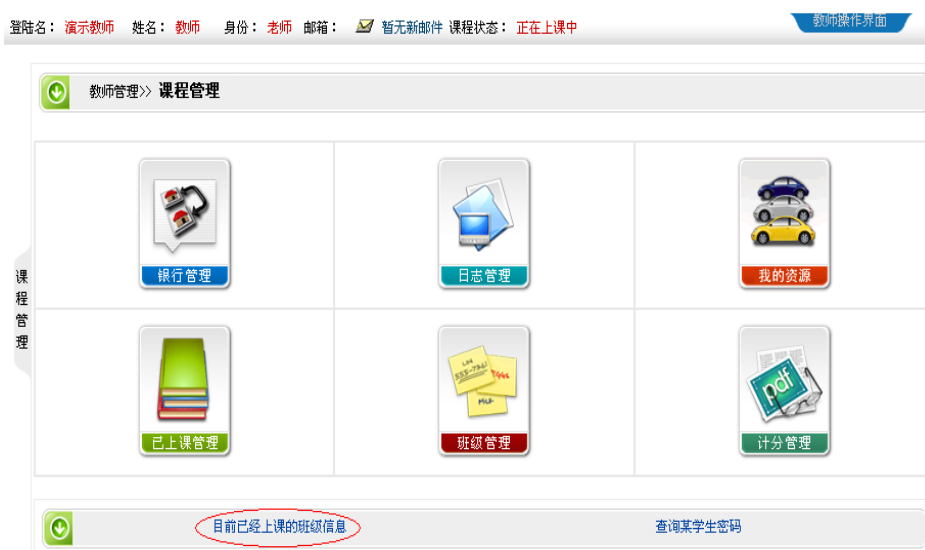 登陆名： 演示教师 姓名： 教师 身份： 老师 邮箱： 暂无新邮件 课程状态： 正在上课中
教师操作界面
教师管理>> 课程管理
课程管理
银行管理
日志管理
我的资源
已上课管理
班级管理
pdf
计分管理
目前已经上课的班级信息
查询某学生密码